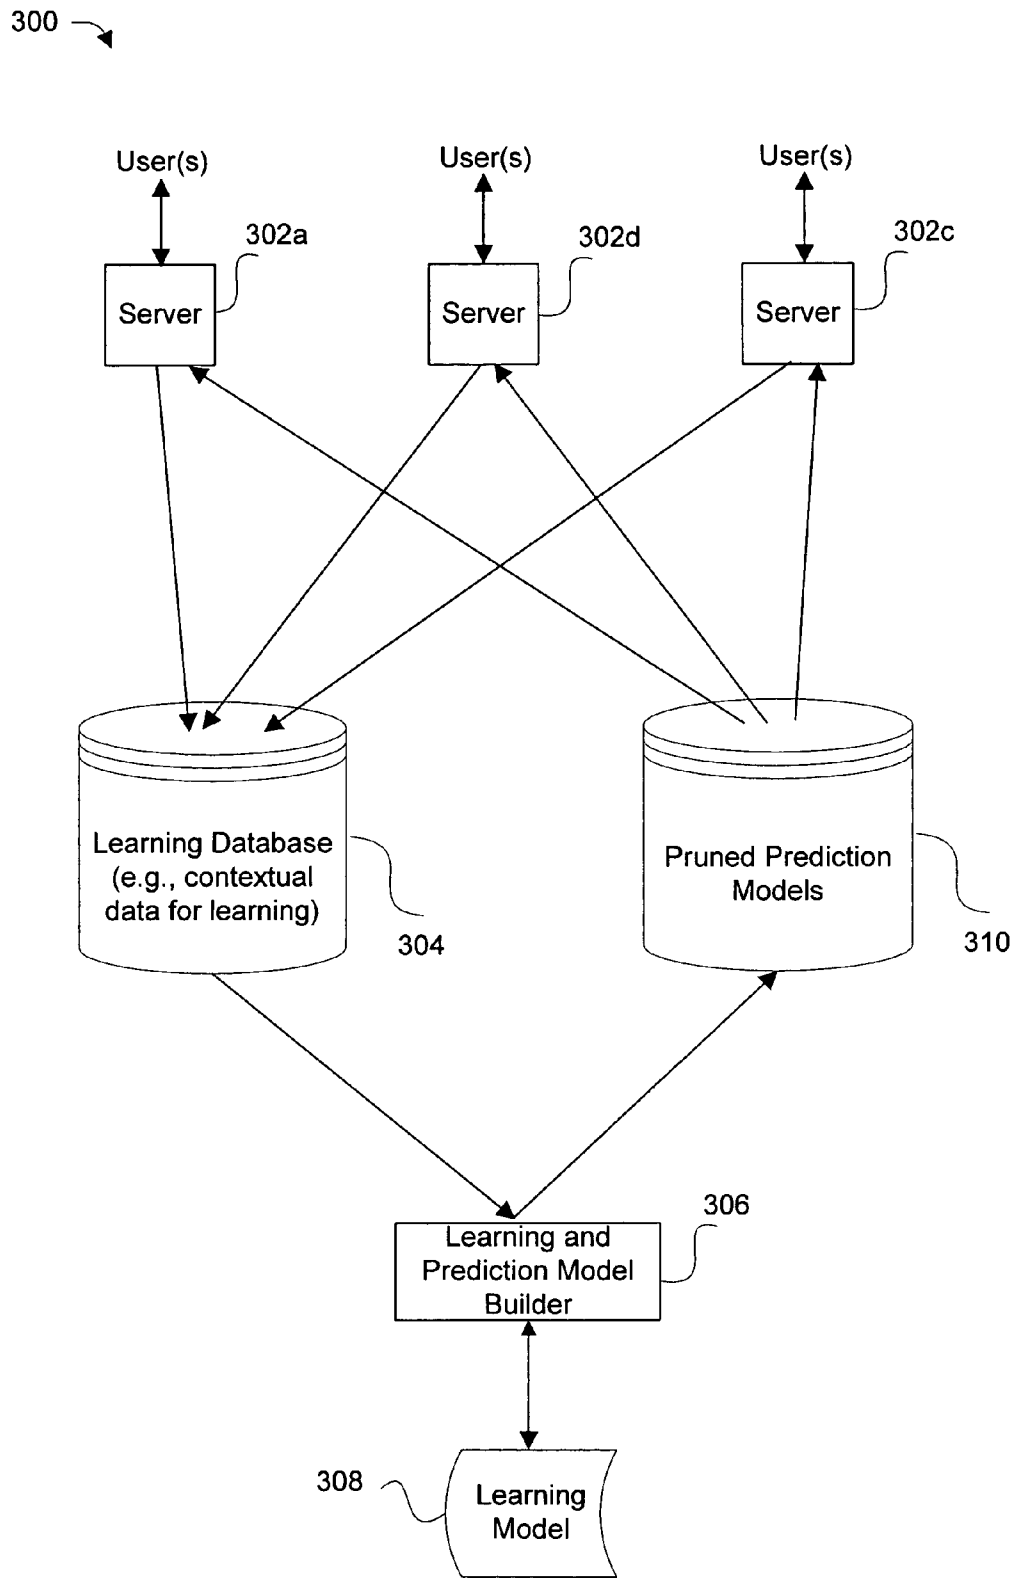 300
User(s)
User(s)
User(s)
302a
302d
302c
Server
Server
Server
Learning Database
(e.g., contextual
data for learning)
304
Pruned Prediction
Models
310
306
Learning and
Prediction Model
Builder
308
Learning
Model